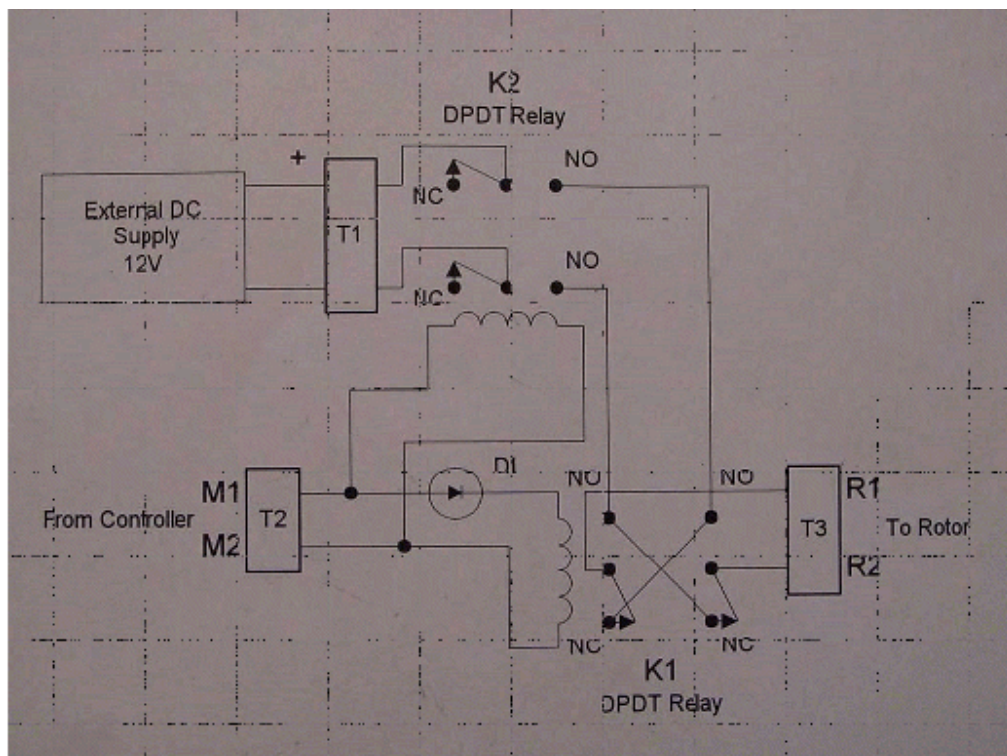 K2
DPDT Relay
+
NO
NC
External DC
Supply
12V
T1
NO
NC
D1
NO
NO
M1
R1
From Controller
T2
T3
To Rotor
M2
R2
NC
NC
K1
DPDT Relay